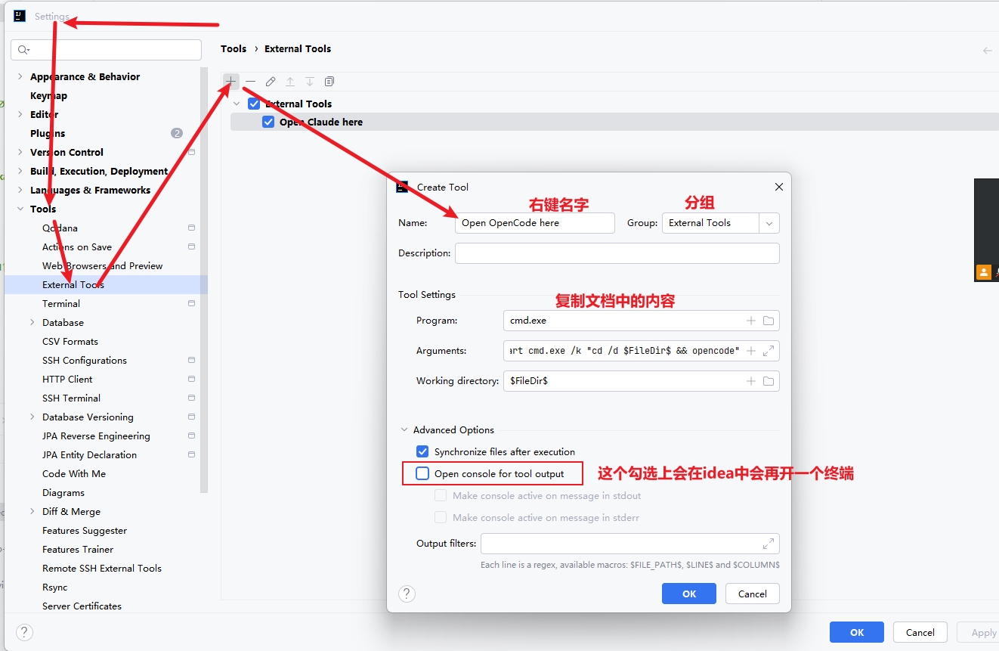 Settings
Tools › External Tools
Appearance & Behavior
Keymap
Editor
Plugins
2
Version Control
Build, Execution, Deployment
Languages & Frameworks
Tools
Qodana
Actions on Save
Web Browsers and Preview
External Tools
Terminal
Database
CSV Formats
SSH Configurations
HTTP Client
SSH Terminal
Database Versioning
JPA Reverse Engineering
JPA Entity Declaration
Code With Me
Diagrams
Diff & Merge
Features Suggester
Features Trainer
Remote SSH External Tools
Rsync
Server Certificates
External Tools
Open Claude here
Create Tool
右键名字
分组
Name: Open OpenCode here Group: External Tools
Description:
Tool Settings
复制文档中的内容
Program: cmd.exe
Arguments: art cmd.exe /k "cd /d $FileDir$ && opencode"
Working directory: $FileDir$
Advanced Options
Synchronize files after execution
Open console for tool output
这个勾选上会在idea中会再开一个终端
Make console active on message in stdout
Make console active on message in stderr
Output filters:
Each line is a regex, available macros: $FILE_PATH$, $LINE$ and $COLUMN$
? OK Cancel
? OK Cancel Apply